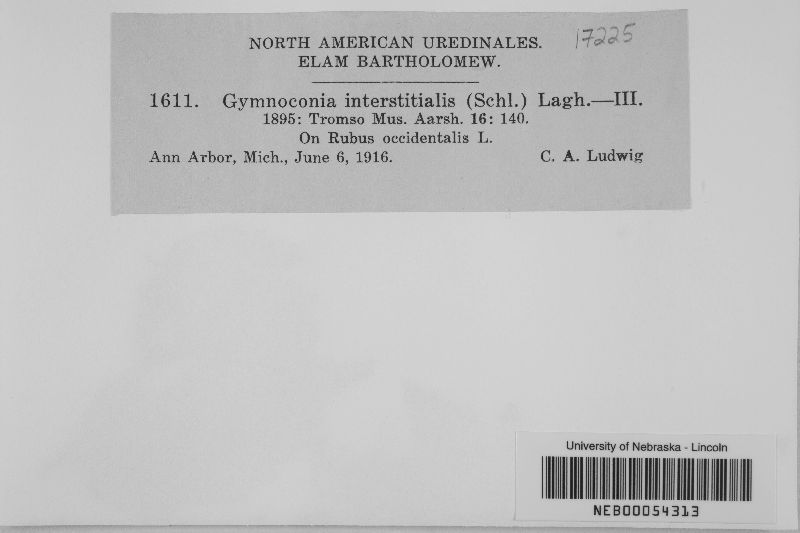 NORTH AMERICAN UREDINALES. 17225
ELAM BARTHOLOMEW.
1611. Gymnoconia interstitialis (Schl.) Lagh.—III.
1895: Tromso Mus. Aarsh. 16: 140.
On Rubus occidentalis L.
Ann Arbor, Mich., June 6, 1916. C. A. Ludwig
University of Nebraska - Lincoln
NEB00054313